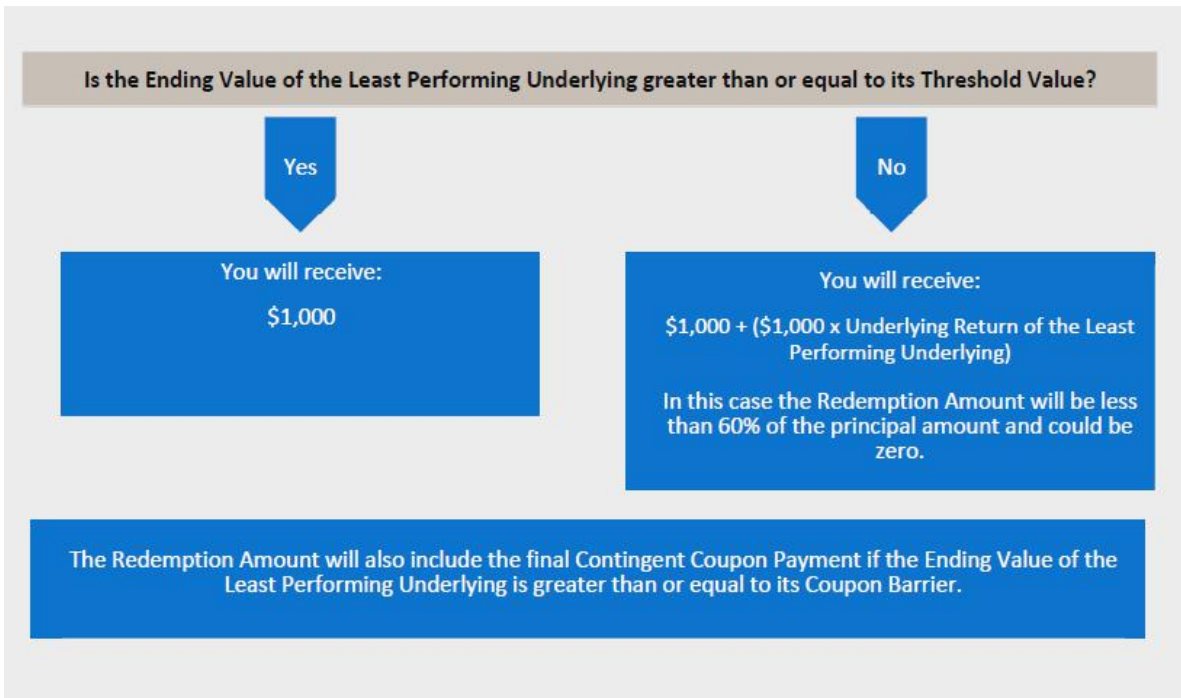 Is the Ending Value of the Least Performing Underlying greater than or equal to its Threshold Value?
Yes
No
You will receive:
$1,000
You will receive:
$1,000 + ($1,000 x Underlying Return of the Least
Performing Underlying)
In this case the Redemption Amount will be less
than 60% of the principal amount and could be
zero.
The Redemption Amount will also include the final Contingent Coupon Payment if the Ending Value of the
Least Performing Underlying is greater than or equal to its Coupon Barrier.